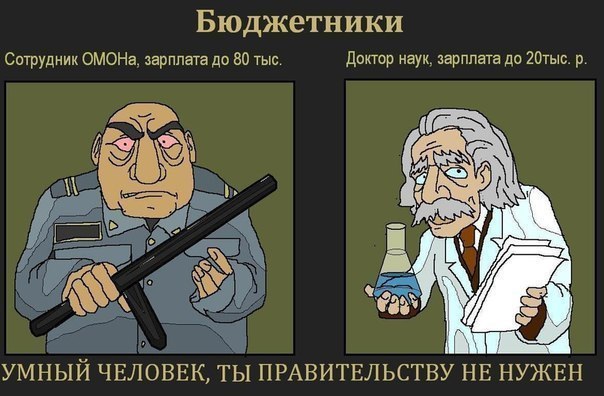 Бюджетники
Сотрудник ОМОНа, зарплата до 80 тыс.
Доктор наук, зарплата до 20тыс. р.
УМНЫЙ ЧЕЛОВЕК, ТЫ ПРАВИТЕЛЬСТВУ НЕ НУЖЕН